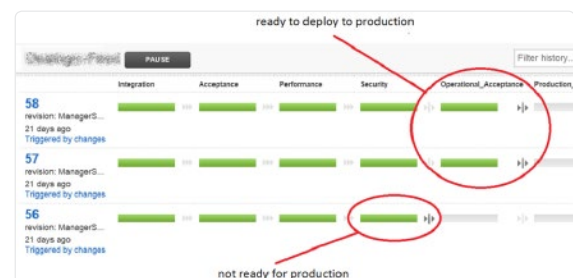 ready to deploy to production
PAUSE
Filter history...
Integration Acceptance Performance Security Operational_Acceptance Production_
58
revision: ManagerS...
21 days ago
Triggered by changes
57
revision: ManagerS...
21 days ago
Triggered by changes
56
revision: ManagerS...
21 days ago
Triggered by changes
not ready for production